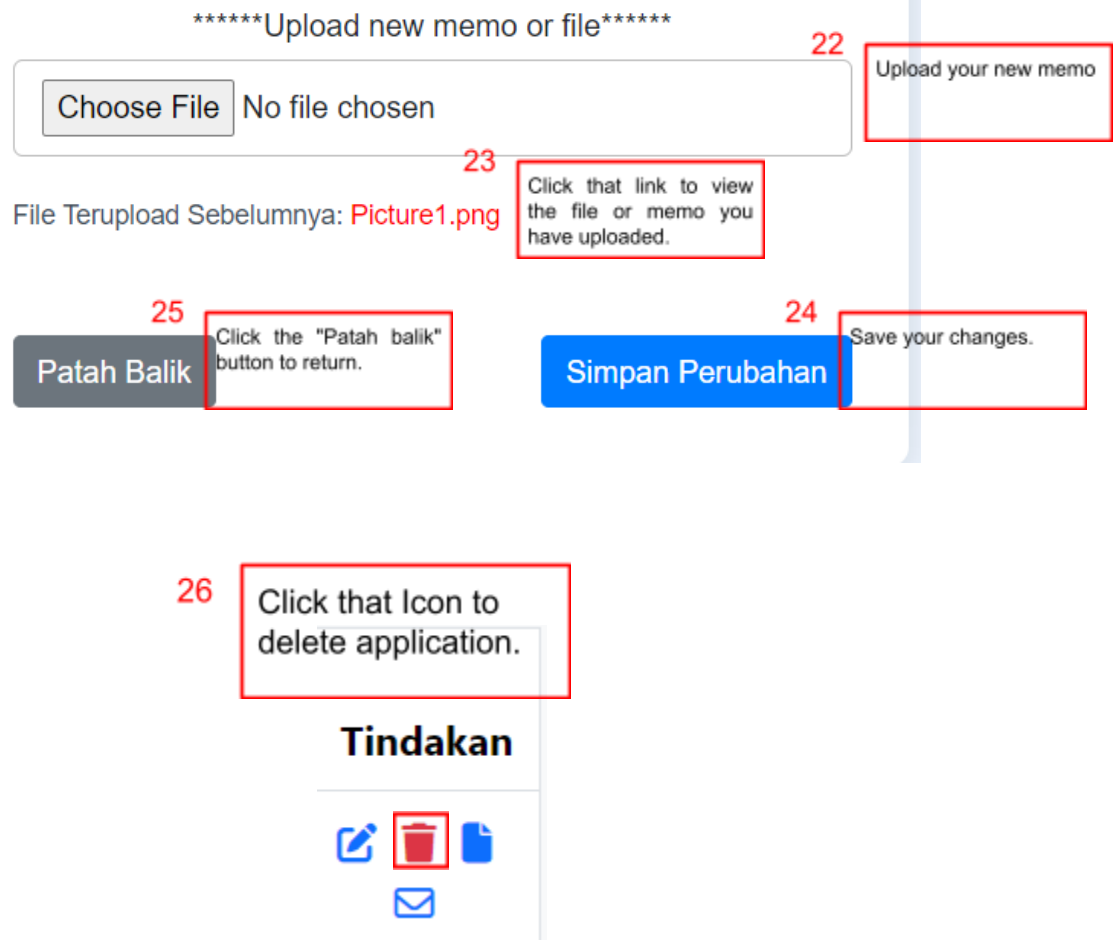 ******Upload new memo or file******
22
Upload your new memo
Choose File No file chosen
23
Click that link to view
the file or memo you
have uploaded.
File Terupload Sebelumnya: Picture1.png
25
Click the "Patah balik"
button to return.
Patah Balik
24
Save your changes.
Simpan Perubahan
26
Click that Icon to
delete application.
Tindakan